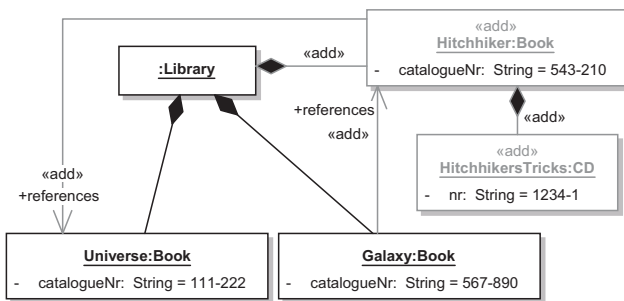 «add»
Hitchhiker:Book
- catalogueNr: String = 543-210
«add»
:Library
+references
«add»
«add»
«add»
HitchhikersTricks:CD
- nr: String = 1234-1
«add»
+references
Universe:Book
- catalogueNr: String = 111-222
Galaxy:Book
- catalogueNr: String = 567-890